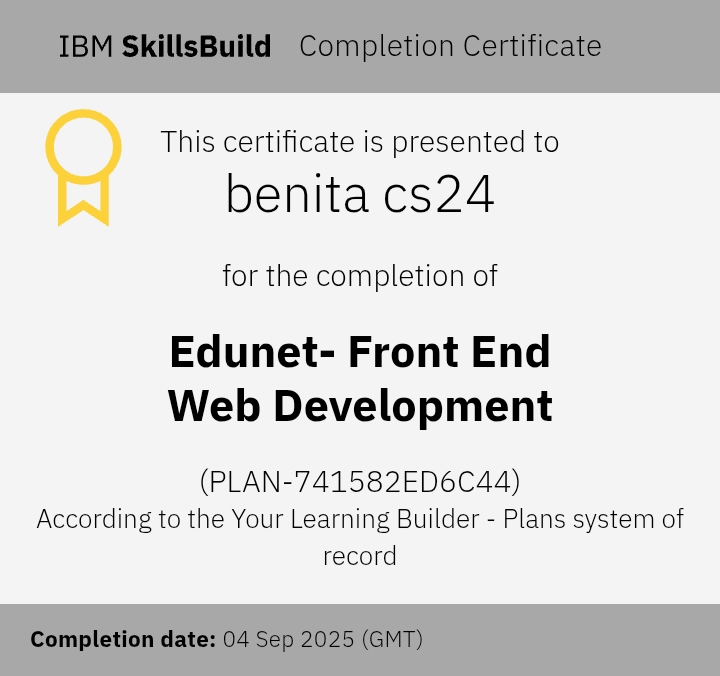 IBM SkillsBuild Completion Certificate
This certificate is presented to
benita cs24
for the completion of
Edunet- Front End
Web Development
(PLAN-741582ED6C44)
According to the Your Learning Builder - Plans system of
record
Completion date: 04 Sep 2025 (GMT)